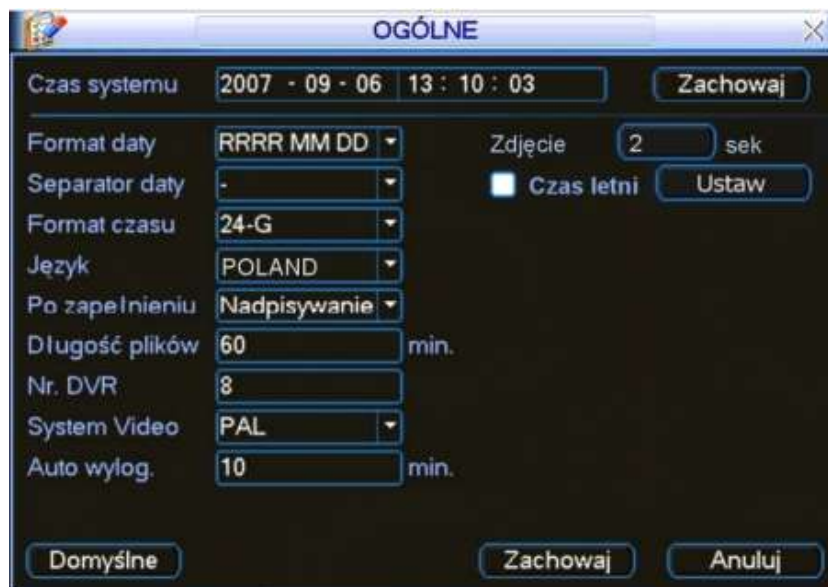 OGÓLNE
Czas systemu 2007 - 09 - 06 13 : 10 : 03 Zachowaj
Format daty RRRR MM DD Zdjęcie 2 sek
Separator daty - Czas letni Ustaw
Format czasu 24-G
Język POLAND
Po zapełnieniu Nadpisywanie
Długość plików 60 min.
Nr. DVR 8
System Video PAL
Auto wylog. 10 min.
Domyślne Zachowaj Anuluj